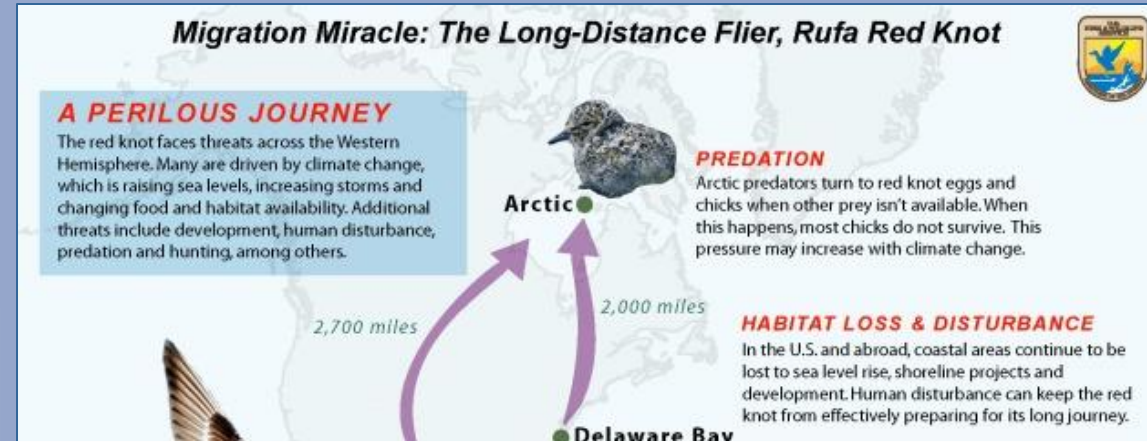 Migration Miracle: The Long-Distance Flier, Rufa Red Knot
A PERILOUS JOURNEY
The red knot faces threats across the Western
Hemisphere. Many are driven by climate change,
which is raising sea levels, increasing storms and
changing food and habitat availability. Additional
threats include development, human disturbance,
predation and hunting, among others.
Arctic
PREDATION
Arctic predators turn to red knot eggs and
chicks when other prey isn't available. When
this happens, most chicks do not survive. This
pressure may increase with climate change.
2,700 miles
2,000 miles
HABITAT LOSS & DISTURBANCE
In the U.S. and abroad, coastal areas continue to be
lost to sea level rise, shoreline projects and
development. Human disturbance can keep the red
knot from effectively preparing for its long journey.
Delaware Bay